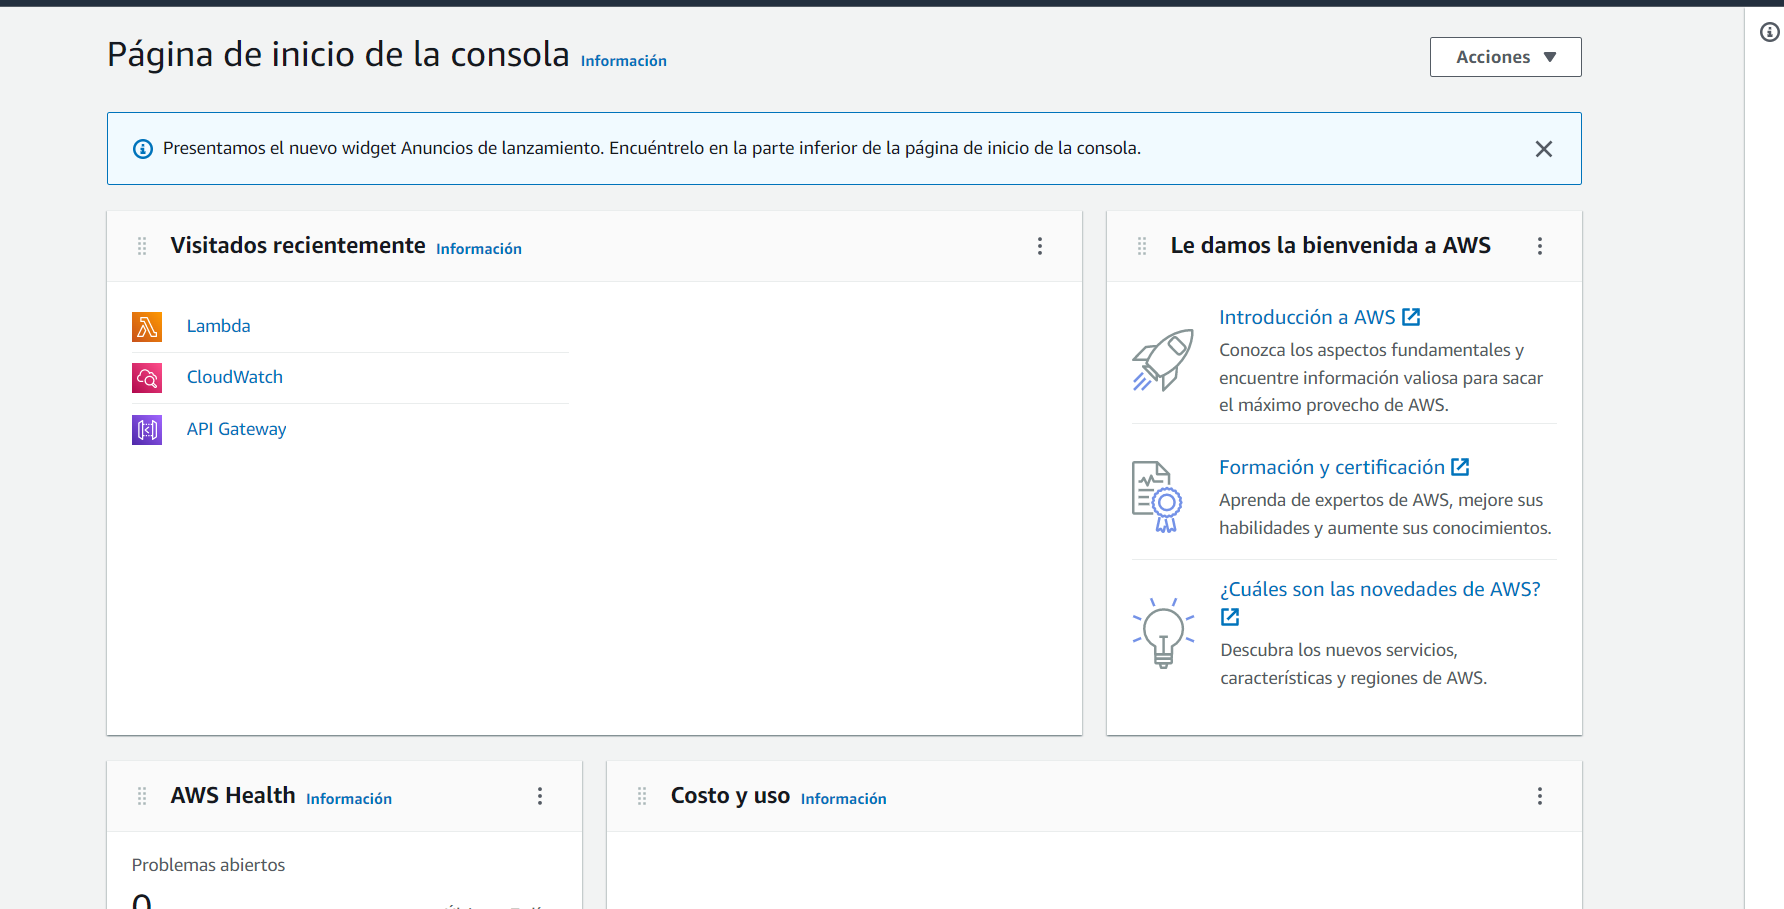 Página de inicio de la consola Información
Acciones
Presentamos el nuevo widget Anuncios de lanzamiento. Encuéntrelo en la parte inferior de la página de inicio de la consola.
Visitados recientemente Información
Lambda
CloudWatch
API Gateway
Le damos la bienvenida a AWS
Introducción a AWS
Conozca los aspectos fundamentales y
encuentre información valiosa para sacar
el máximo provecho de AWS.
Formación y certificación
Aprenda de expertos de AWS, mejore sus
habilidades y aumente sus conocimientos.
¿Cuáles son las novedades de AWS?
Descubra los nuevos servicios,
características y regiones de AWS.
AWS Health Información
Problemas abiertos
0
Costo y uso Información